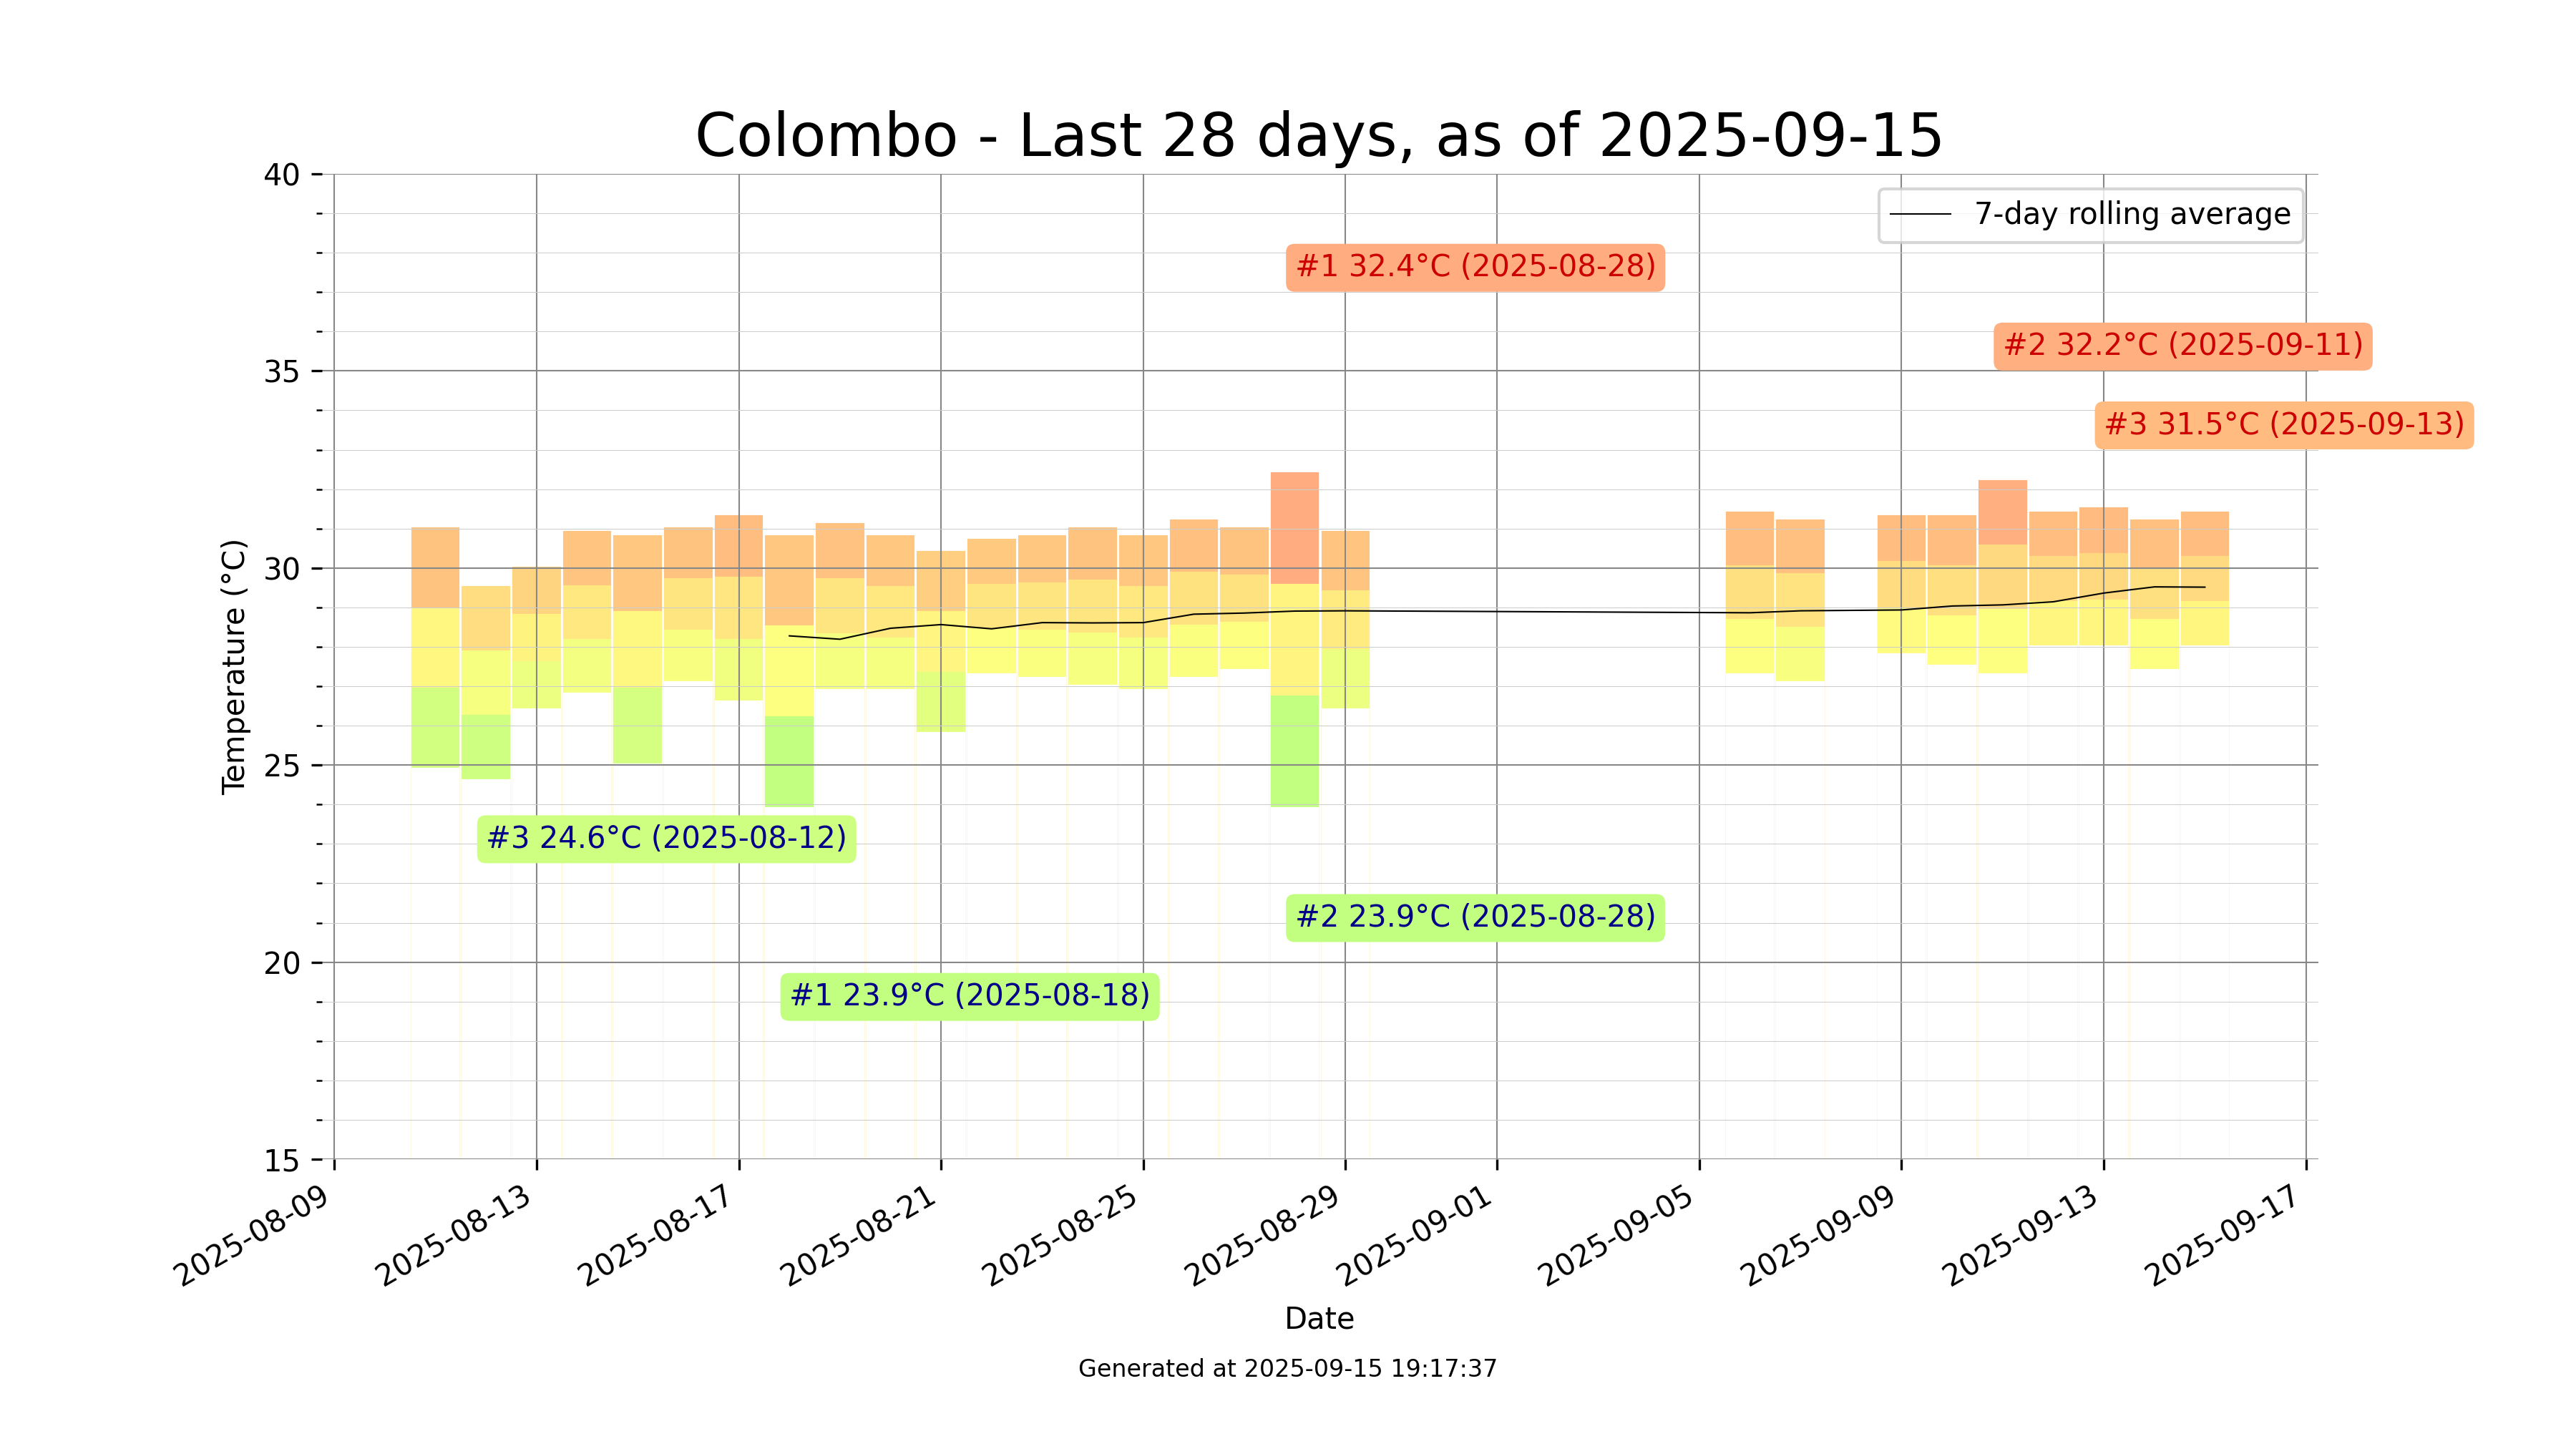 Colombo - Last 28 days, as of 2025-09-15
40
35
30
25
20
15
Temperature (°C)
7-day rolling average
#1 32.4°C (2025-08-28)
#2 32.2°C (2025-09-11)
#3 31.5°C (2025-09-13)
#3 24.6°C (2025-08-12)
#2 23.9°C (2025-08-28)
#1 23.9°C (2025-08-18)
2025-08-09
2025-08-13
2025-08-17
2025-08-21
2025-08-25
2025-08-29
2025-09-01
2025-09-05
2025-09-09
2025-09-13
2025-09-17
Date
Generated at 2025-09-15 19:17:37